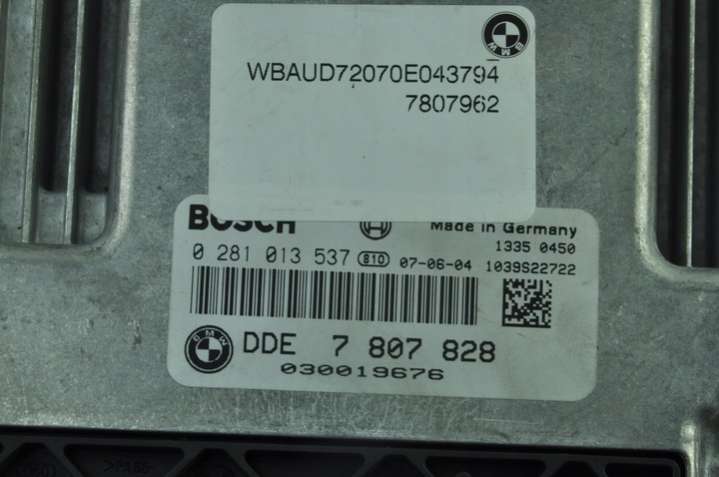 WBAUD72070E043794
7807962
BOSCH
Made in Germany
1335 0450
0 281 013 537 810 07-06-04 1039S22722
BMW
DDE 7 807 828
030019676